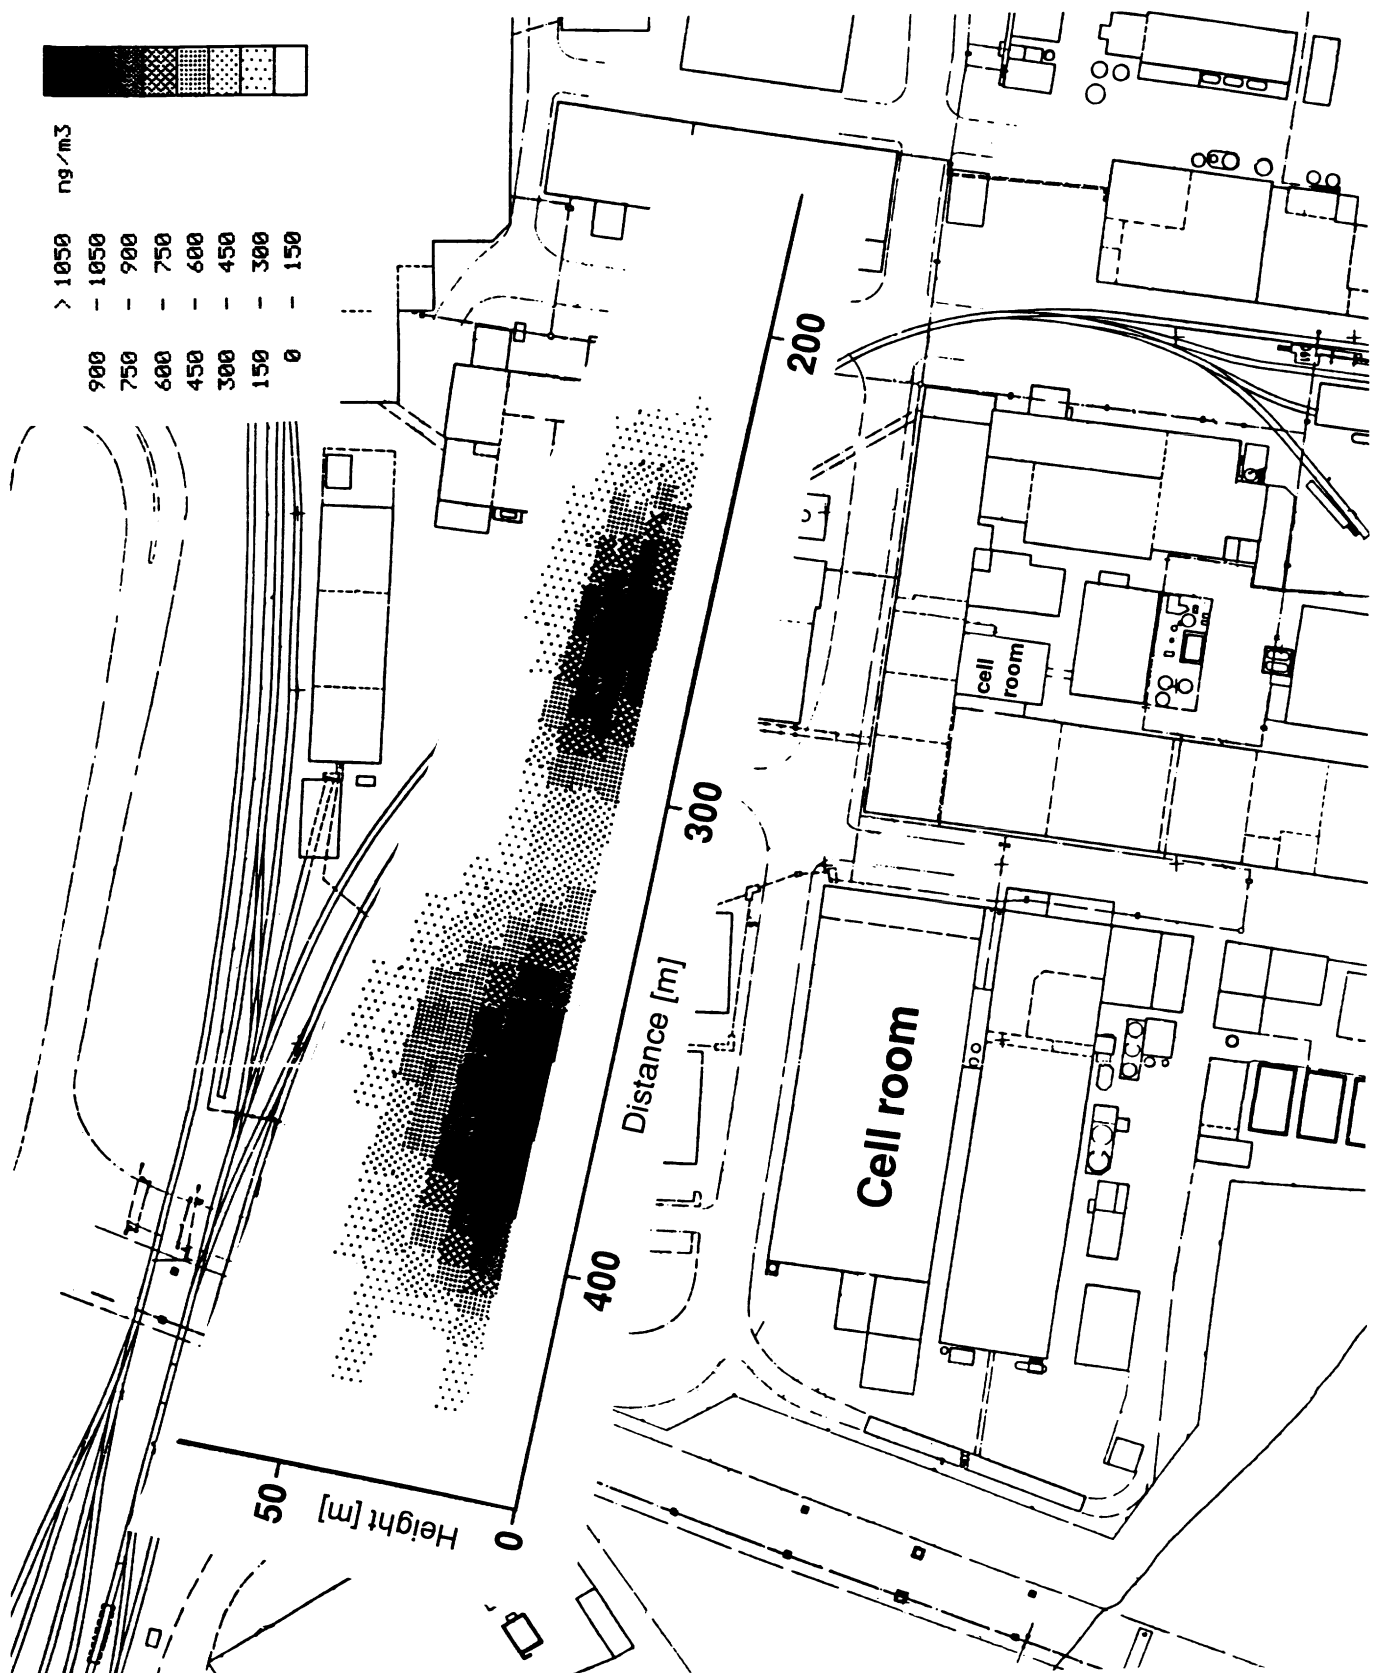 > 1050 ng/m3
900 - 1050
750 - 900
600 - 750
450 - 600
300 - 450
150 - 300
0 - 150
200
300
400
Distance [m]
50
Height [m]
0
cell
room
Cell room